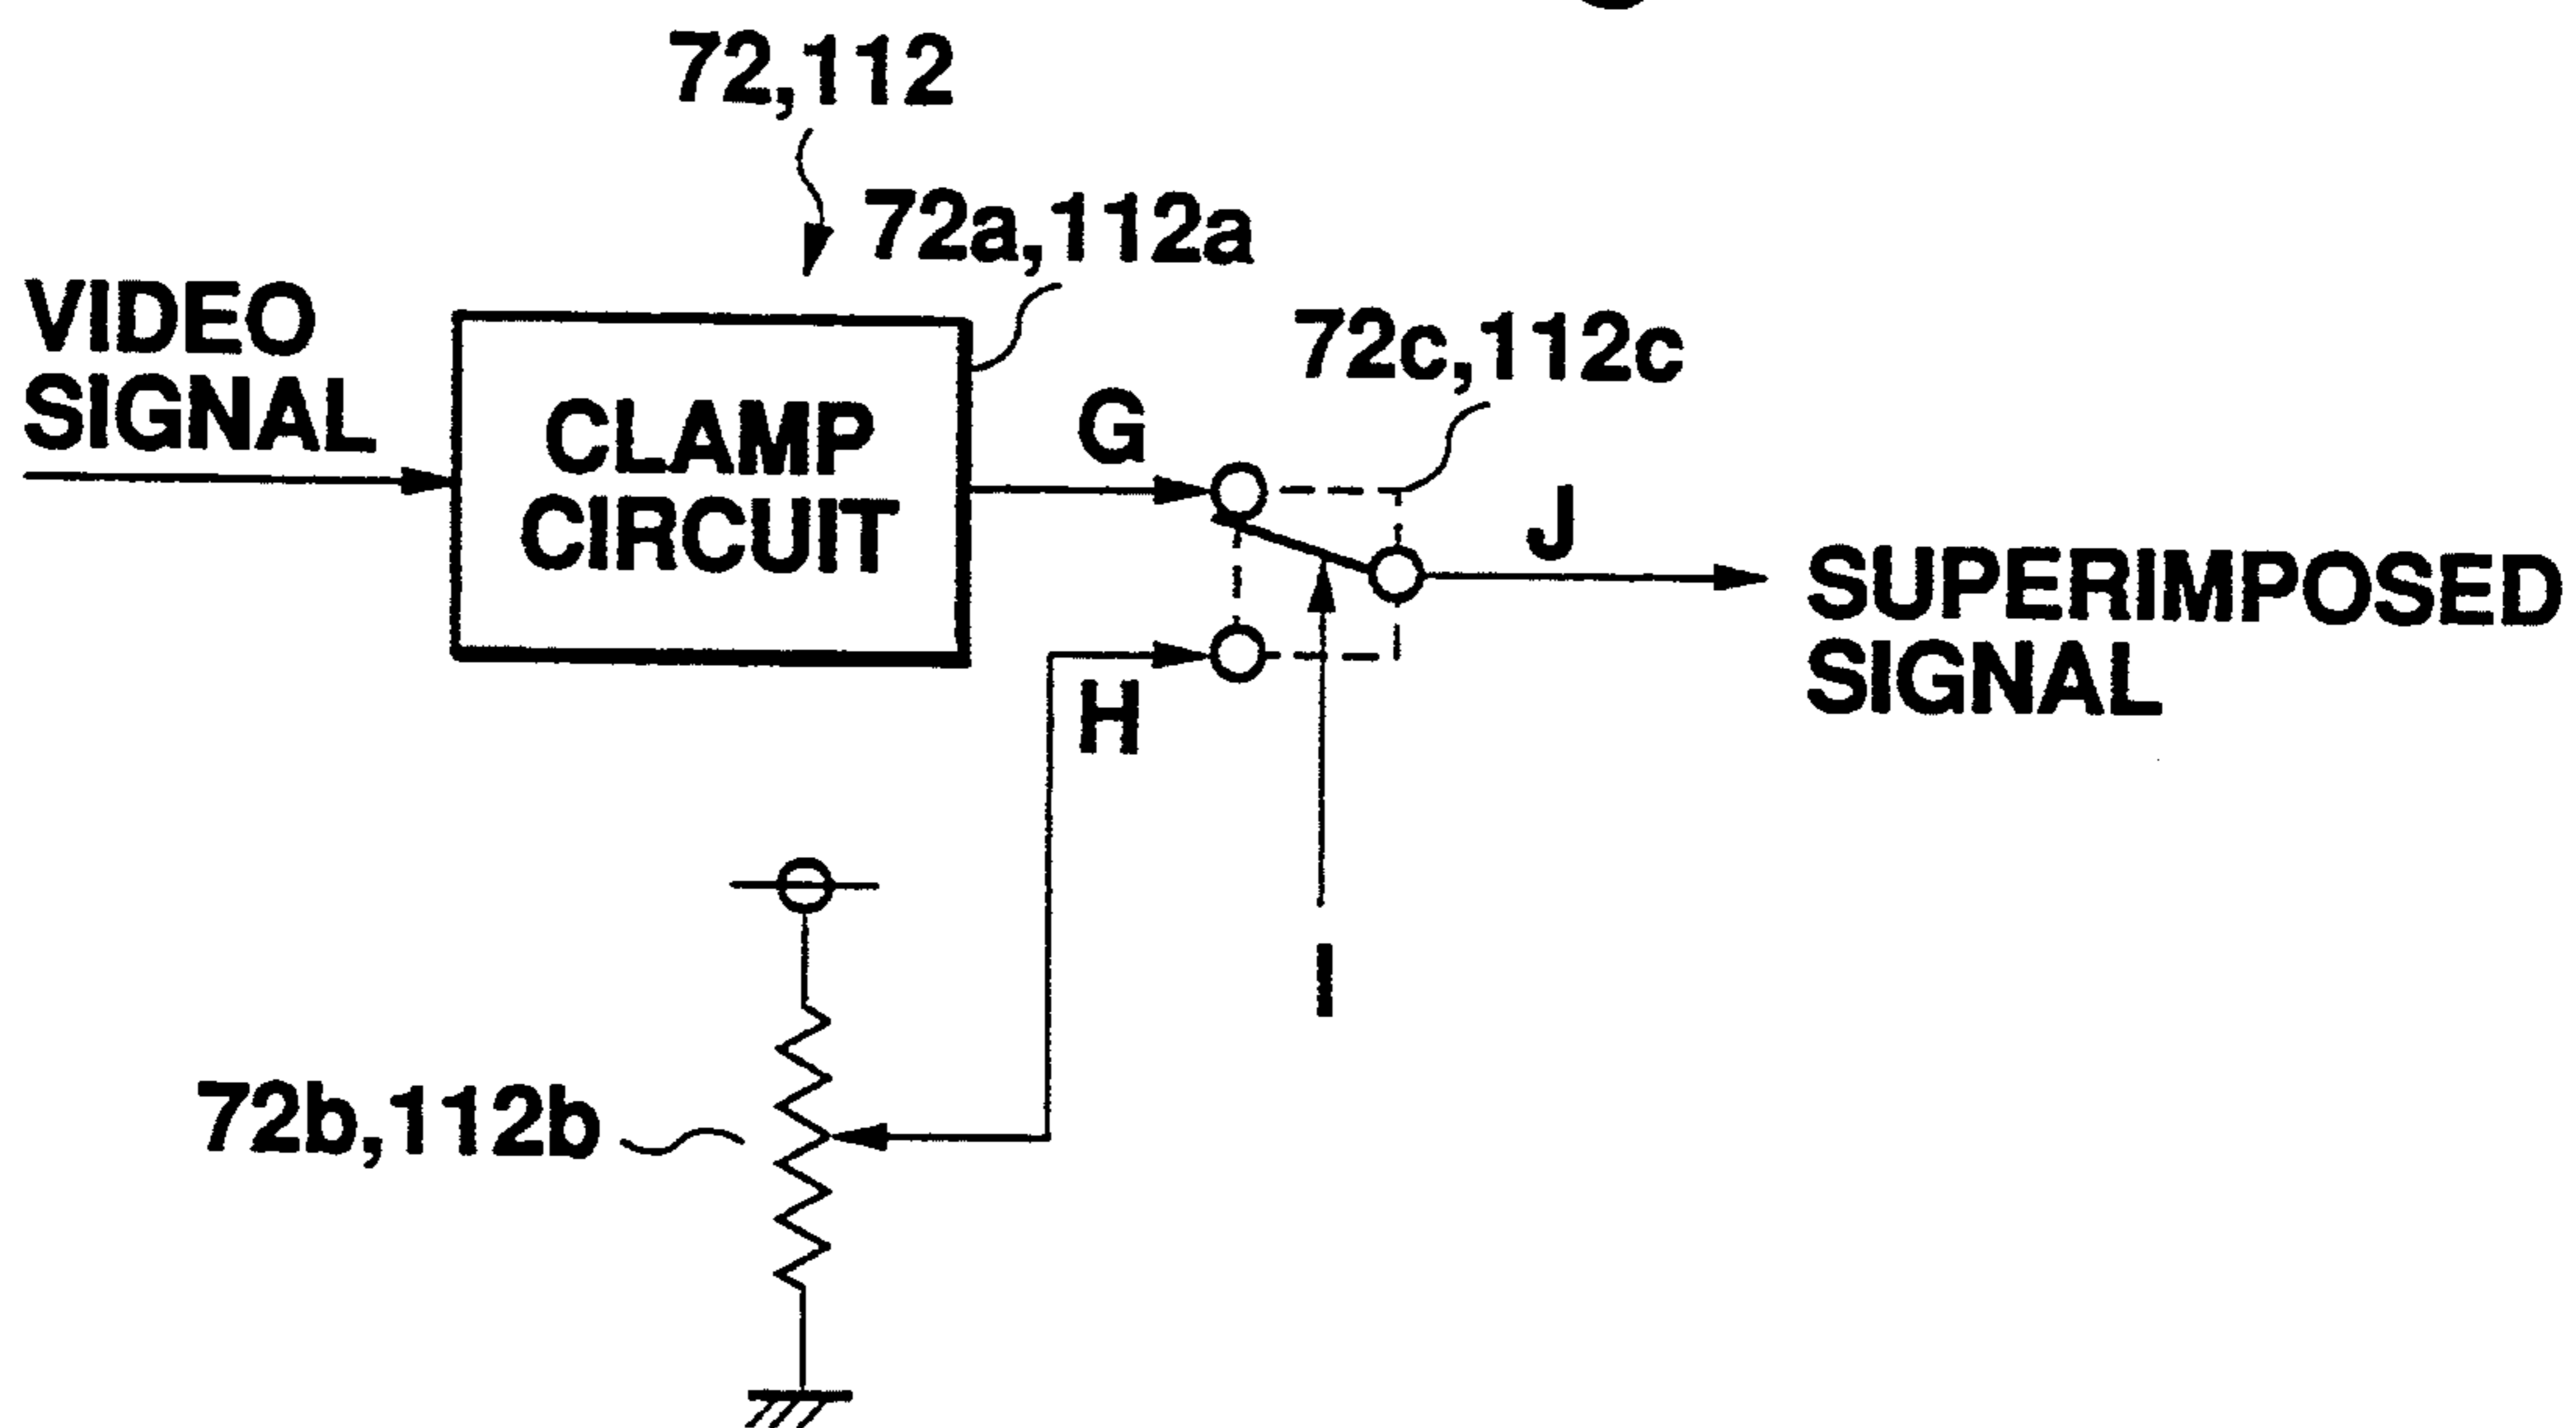 72,112
72a,112a
VIDEO
SIGNAL
CLAMP
CIRCUIT
G
72c,112c
J
SUPERIMPOSED
SIGNAL
H
I
72b,112b